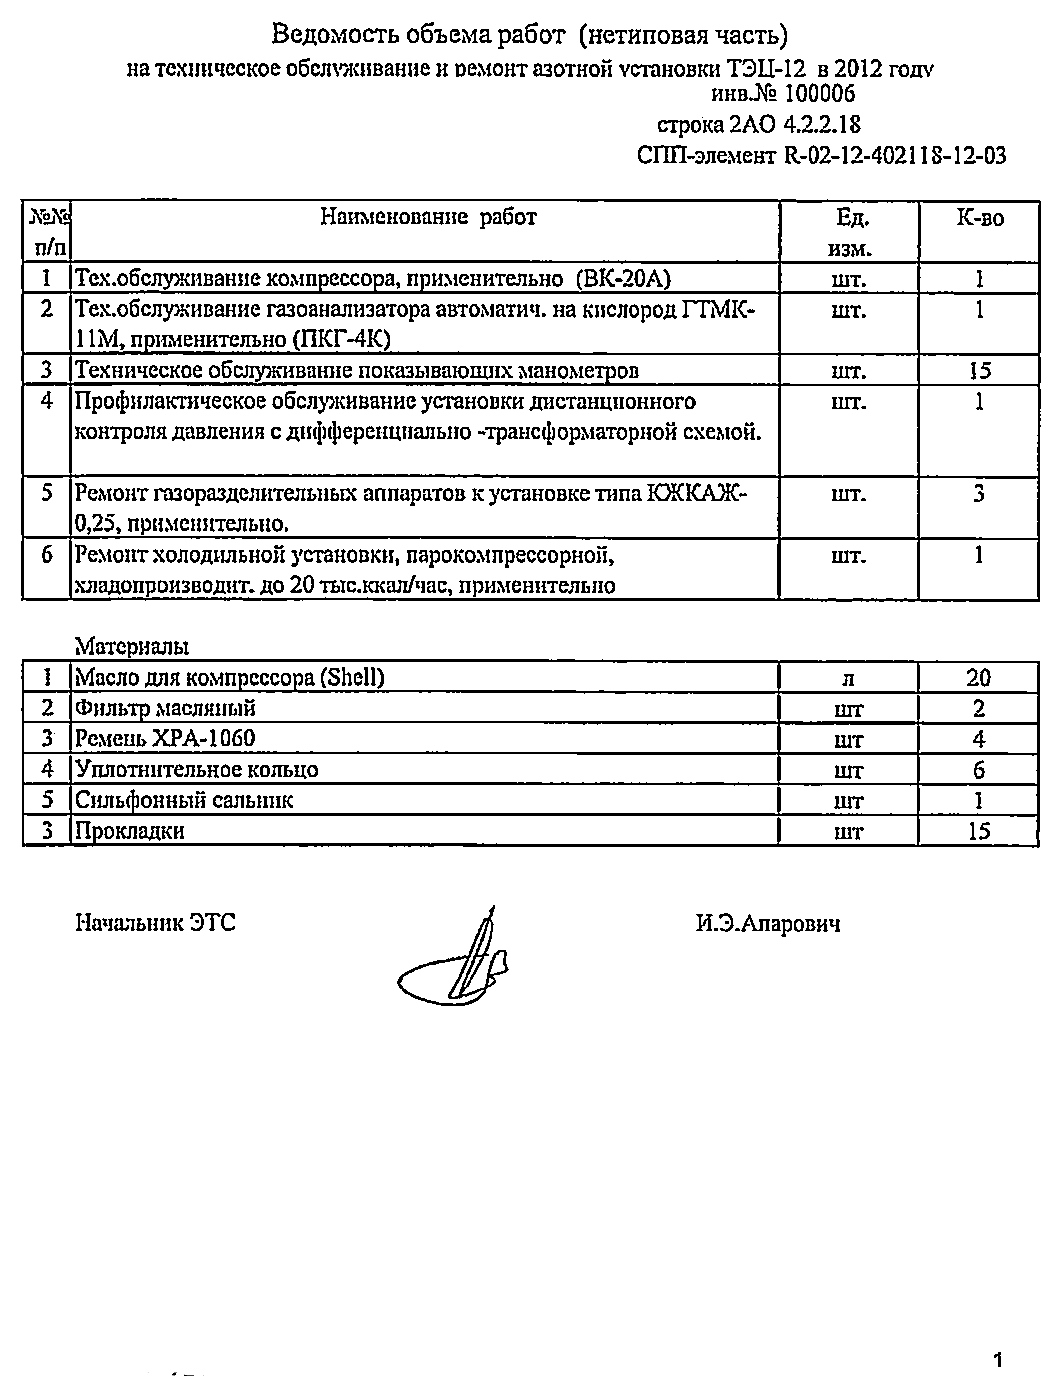 Ведомость объема работ (нетиповая часть)
на техническое обслуживание и ремонт азотной установки ТЭЦ-12 в 2012 году
инв.№ 100006
строка 2АО 4.2.2.18
СПП-элемент R-02-12-402118-12-03
№№ Наименование работ Ед. К-во
п/п изм.
1 Тех.обслуживание компрессора, применительно (ВК-20А) шт. 1
2 Тех.обслуживание газоанализатора автоматич. на кислород ГТМК- шт. 1
11М, применительно (ПКГ-4К)
3 Техническое обслуживание показывающих манометров шт. 15
4 Профилактическое обслуживание установки дистанционного шт. 1
контроля давления с дифференциально -трансформаторной схемой.
5 Ремонт газоразделительных аппаратов к установке типа КЖКАЖ- шт. 3
0,25, применительно.
6 Ремонт холодильной установки, парокомпрессорной, шт. 1
хладопроизводит. до 20 тыс.ккал/час, применительно
Материалы
1 Масло для компрессора (Shell) л 20
2 Фильтр масляный шт 2
3 Ремень ХРА-1060 шт 4
4 Уплотнительное кольцо шт 6
5 Сильфонный сальник шт 1
3 Прокладки шт 15
Начальник ЭТС И.Э.Апарович
1